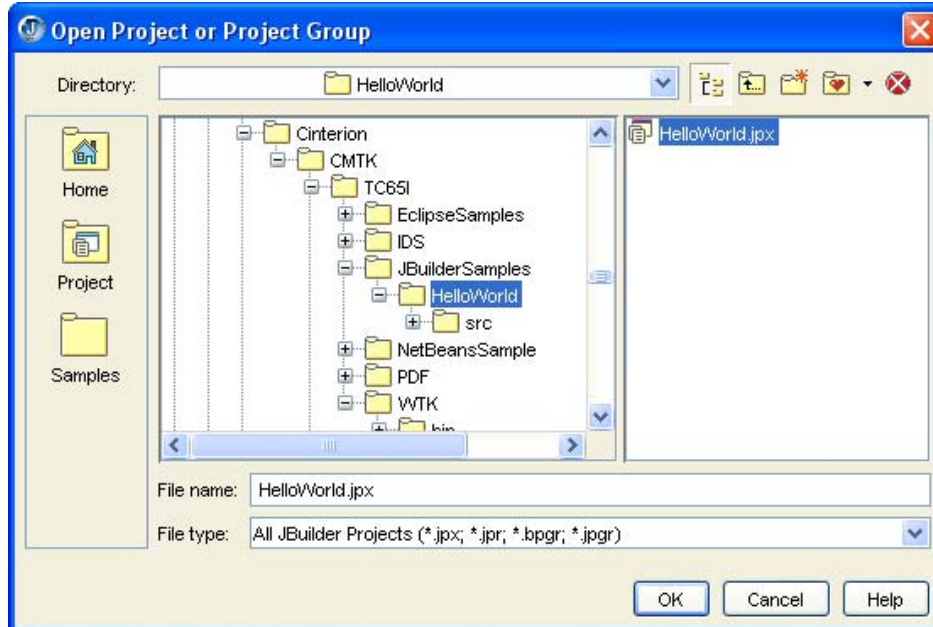 Open Project or Project Group
Directory:
HelloWorld
Home
Project
Samples
Cinterion
CMTK
TC65I
EclipseSamples
IDS
JBuilderSamples
HelloWorld
src
NetBeansSample
PDF
WTK
bin
HelloWorld.jpx
File name:
HelloWorld.jpx
File type:
All JBuilder Projects (*.jpx; *.jpr; *.bpgr; *.jpgr)
OK
Cancel
Help